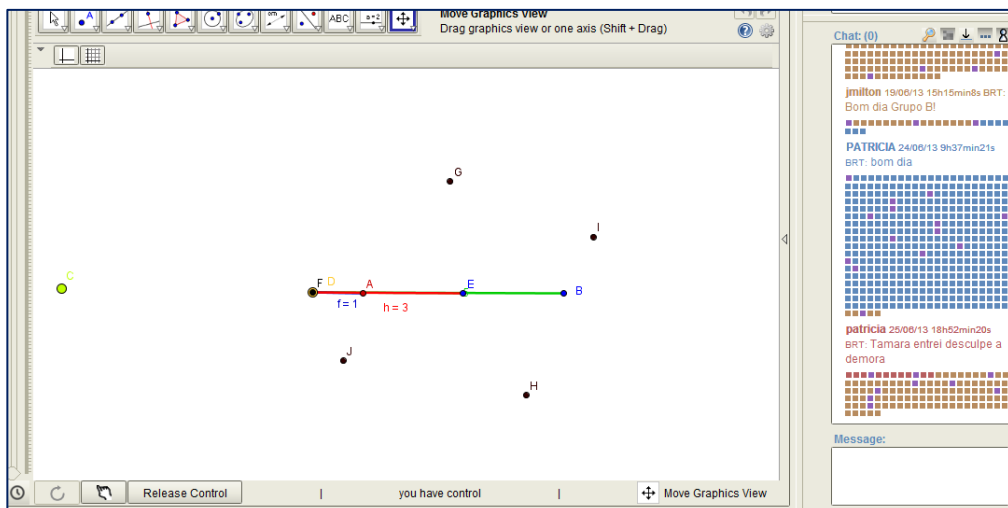 ABC
a=2
Move Graphics View
Drag graphics view or one axis (Shift + Drag)
Chat: (0)
jmilton 19/06/13 15h15min8s BRT:
Bom dia Grupo B!
PATRICIA 24/06/13 9h37min21s
BRT: bom dia
patricia 25/06/13 18h52min20s
BRT: Tamara entrei desculpe a
demora
Message:
G
I
C
F D A E B
f = 1 h = 3
J
H
Release Control | you have control | Move Graphics View